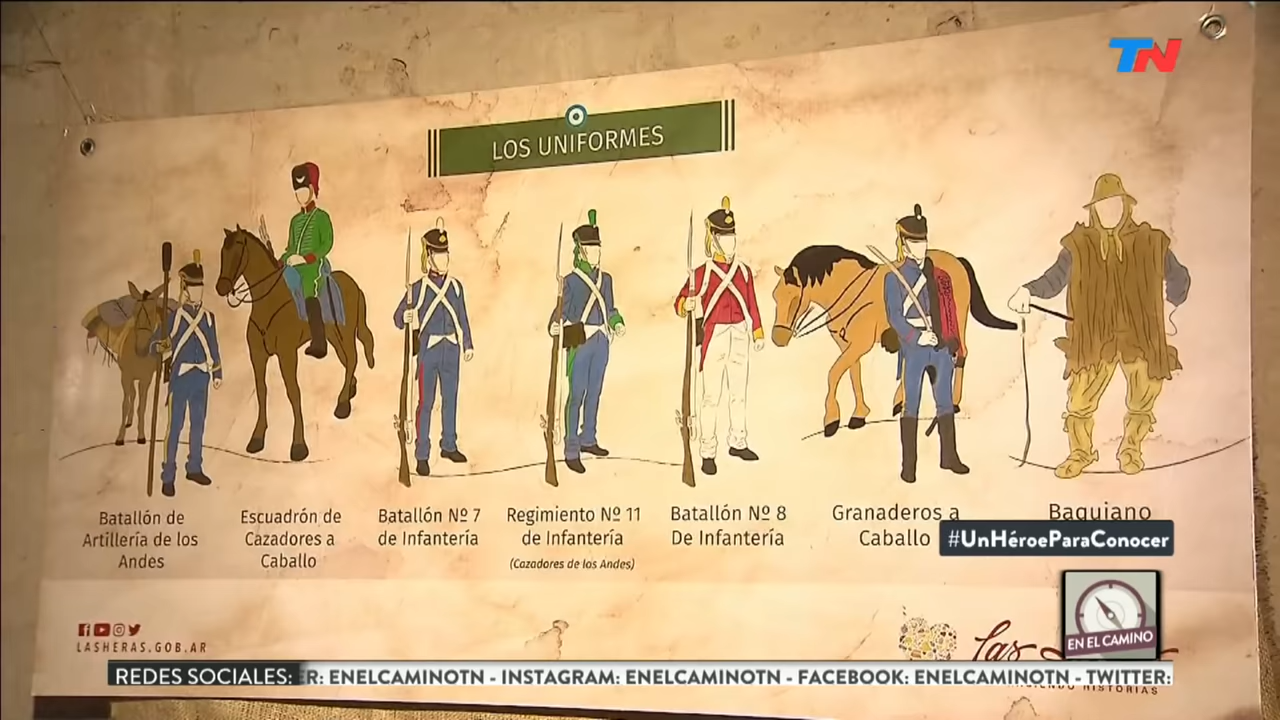 TN
LOS UNIFORMES
Batallón de
Artillería de los
Andes
Escuadrón de
Cazadores a
Caballo
Batallón Nº 7
de Infantería
Regimiento Nº 11
de Infantería
(Cazadores de los Andes)
Batallón Nº 8
De Infantería
Granaderos a
Caballo
Baquiano
#UnHéroeParaConocer
EN EL CAMINO
LASHERAS.GOB.AR
Las
HISTORIAS
REDES SOCIALES: ER: ENELCAMINOTN - INSTAGRAM: ENELCAMINOTN - FACEBOOK: ENELCAMINOTN - TWITTER: